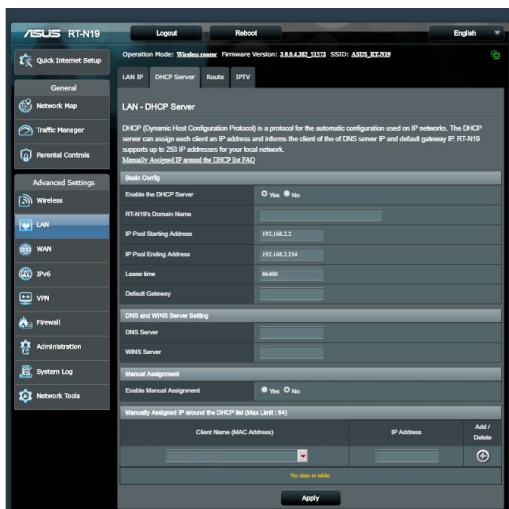 ASUS RT-N19
Logout
Reboot
English
Operation Mode: Wireless router Firmware Version: 3.0.0.4.382_51573 SSID: ASUS_RT-N19
Quick Internet Setup
General
Network Map
Traffic Manager
Parental Controls
Advanced Settings
Wireless
LAN
WAN
IPv6
VPN
Firewall
Administration
System Log
Network Tools
LAN IP
DHCP Server
Route
IPTV
LAN - DHCP Server
DHCP (Dynamic Host Configuration Protocol) is a protocol for the automatic configuration used on IP networks. The DHCP
server can assign each client an IP address and informs the client of the of DNS server IP and default gateway IP. RT-N19
supports up to 253 IP addresses for your local network.
Manually Assigned IP around the DHCP list FAQ
Basic Config
Enable the DHCP Server Yes No
RT-N19's Domain Name
IP Pool Starting Address 192.168.2.2
IP Pool Ending Address 192.168.2.254
Lease time 86400
Default Gateway
DNS and WINS Server Setting
DNS Server
WINS Server
Manual Assignment
Enable Manual Assignment Yes No
Manually Assigned IP around the DHCP list (Max Limit : 64)
Client Name (MAC Address) IP Address Add /
Delete
No data in table.
Apply